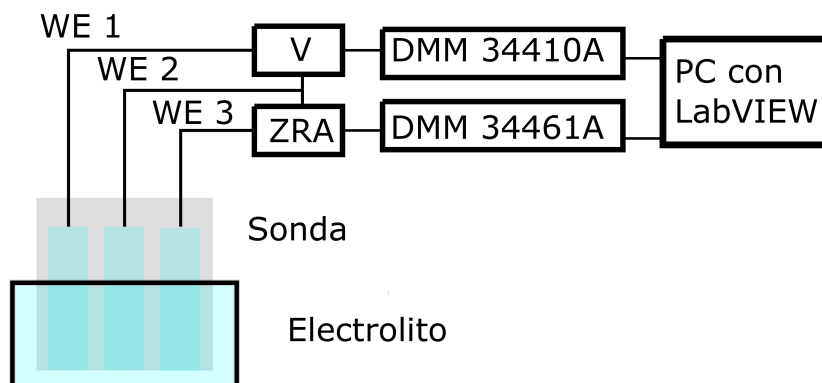 WE 1
V
DMM 34410A
WE 2
PC con
LabVIEW
WE 3
ZRA
DMM 34461A
Sonda
Electrolito